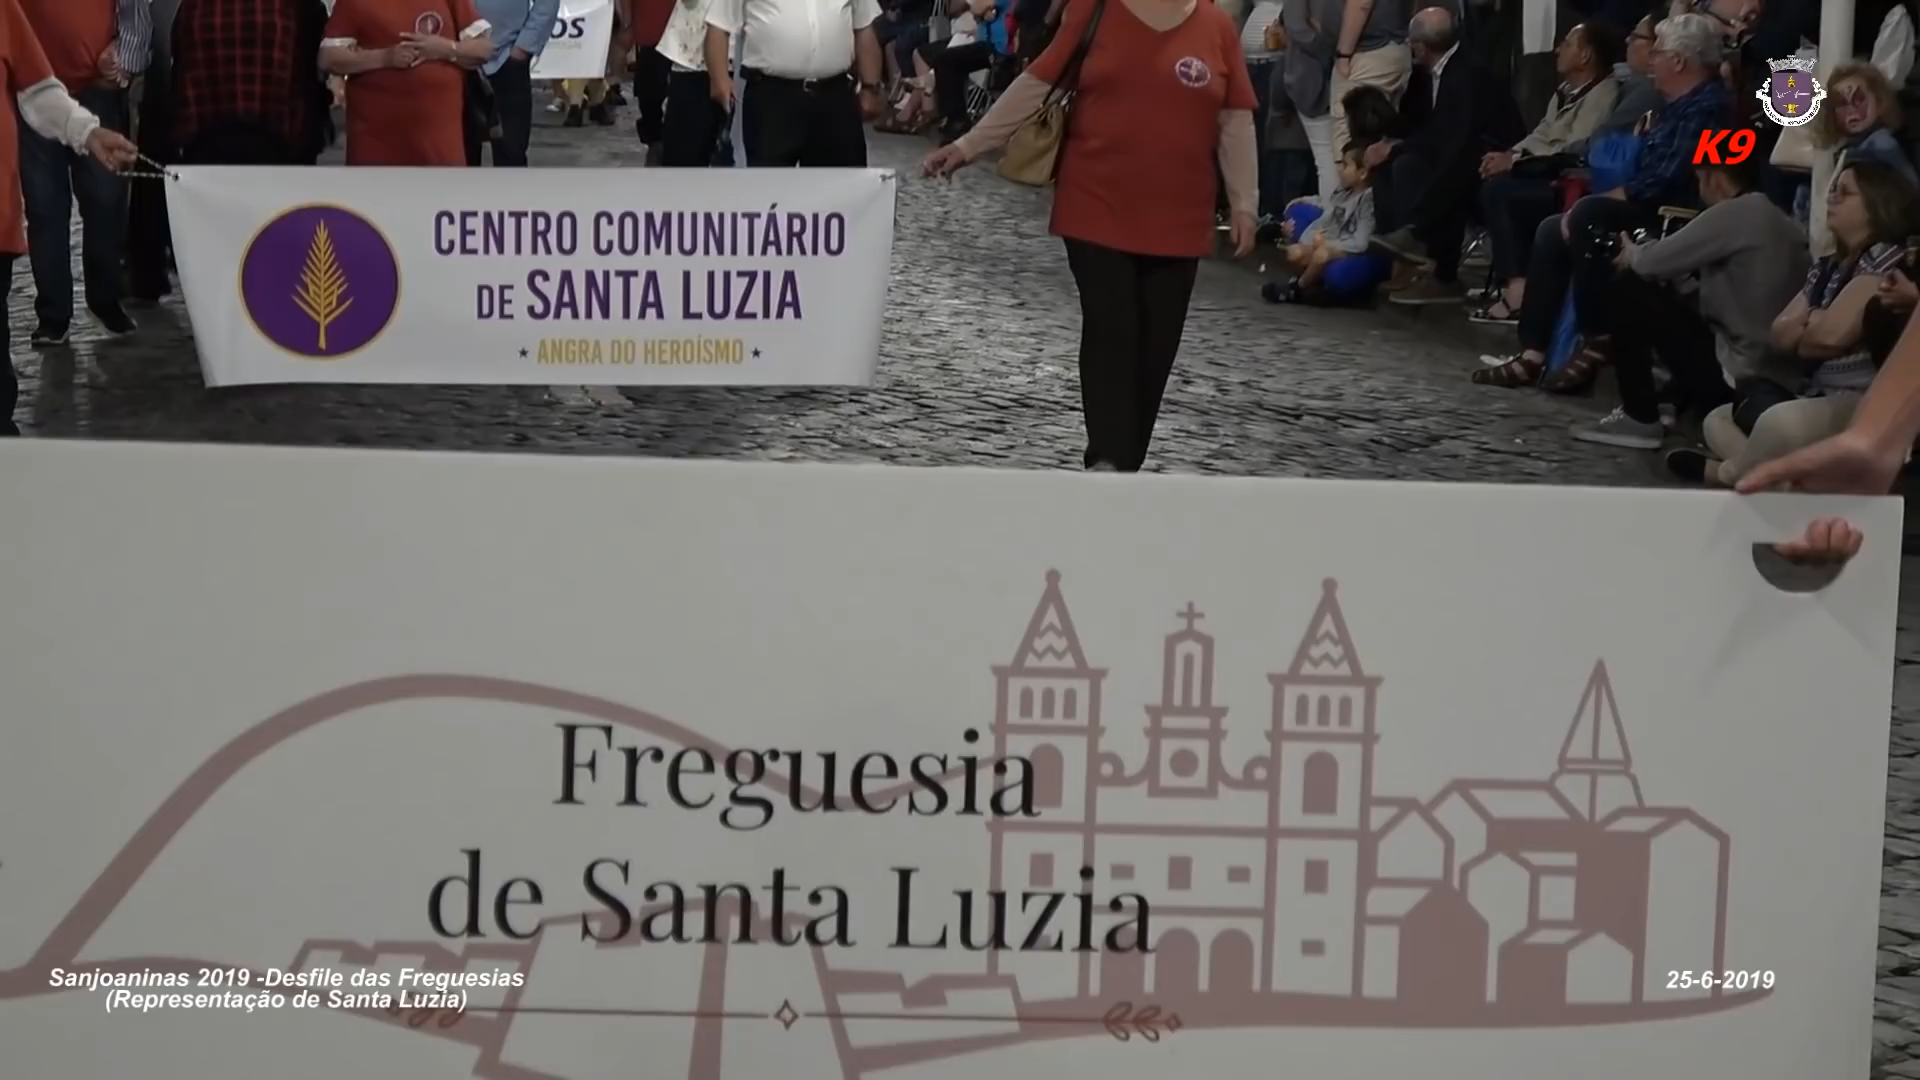 OS
K9
CENTRO COMUNITÁRIO
DE SANTA LUZIA
★ ANGRA DO HEROÍSMO ★
Freguesia
de Santa Luzia
Sanjoaninas 2019 -Desfile das Freguesias
(Representação de Santa Luzia)
25-6-2019